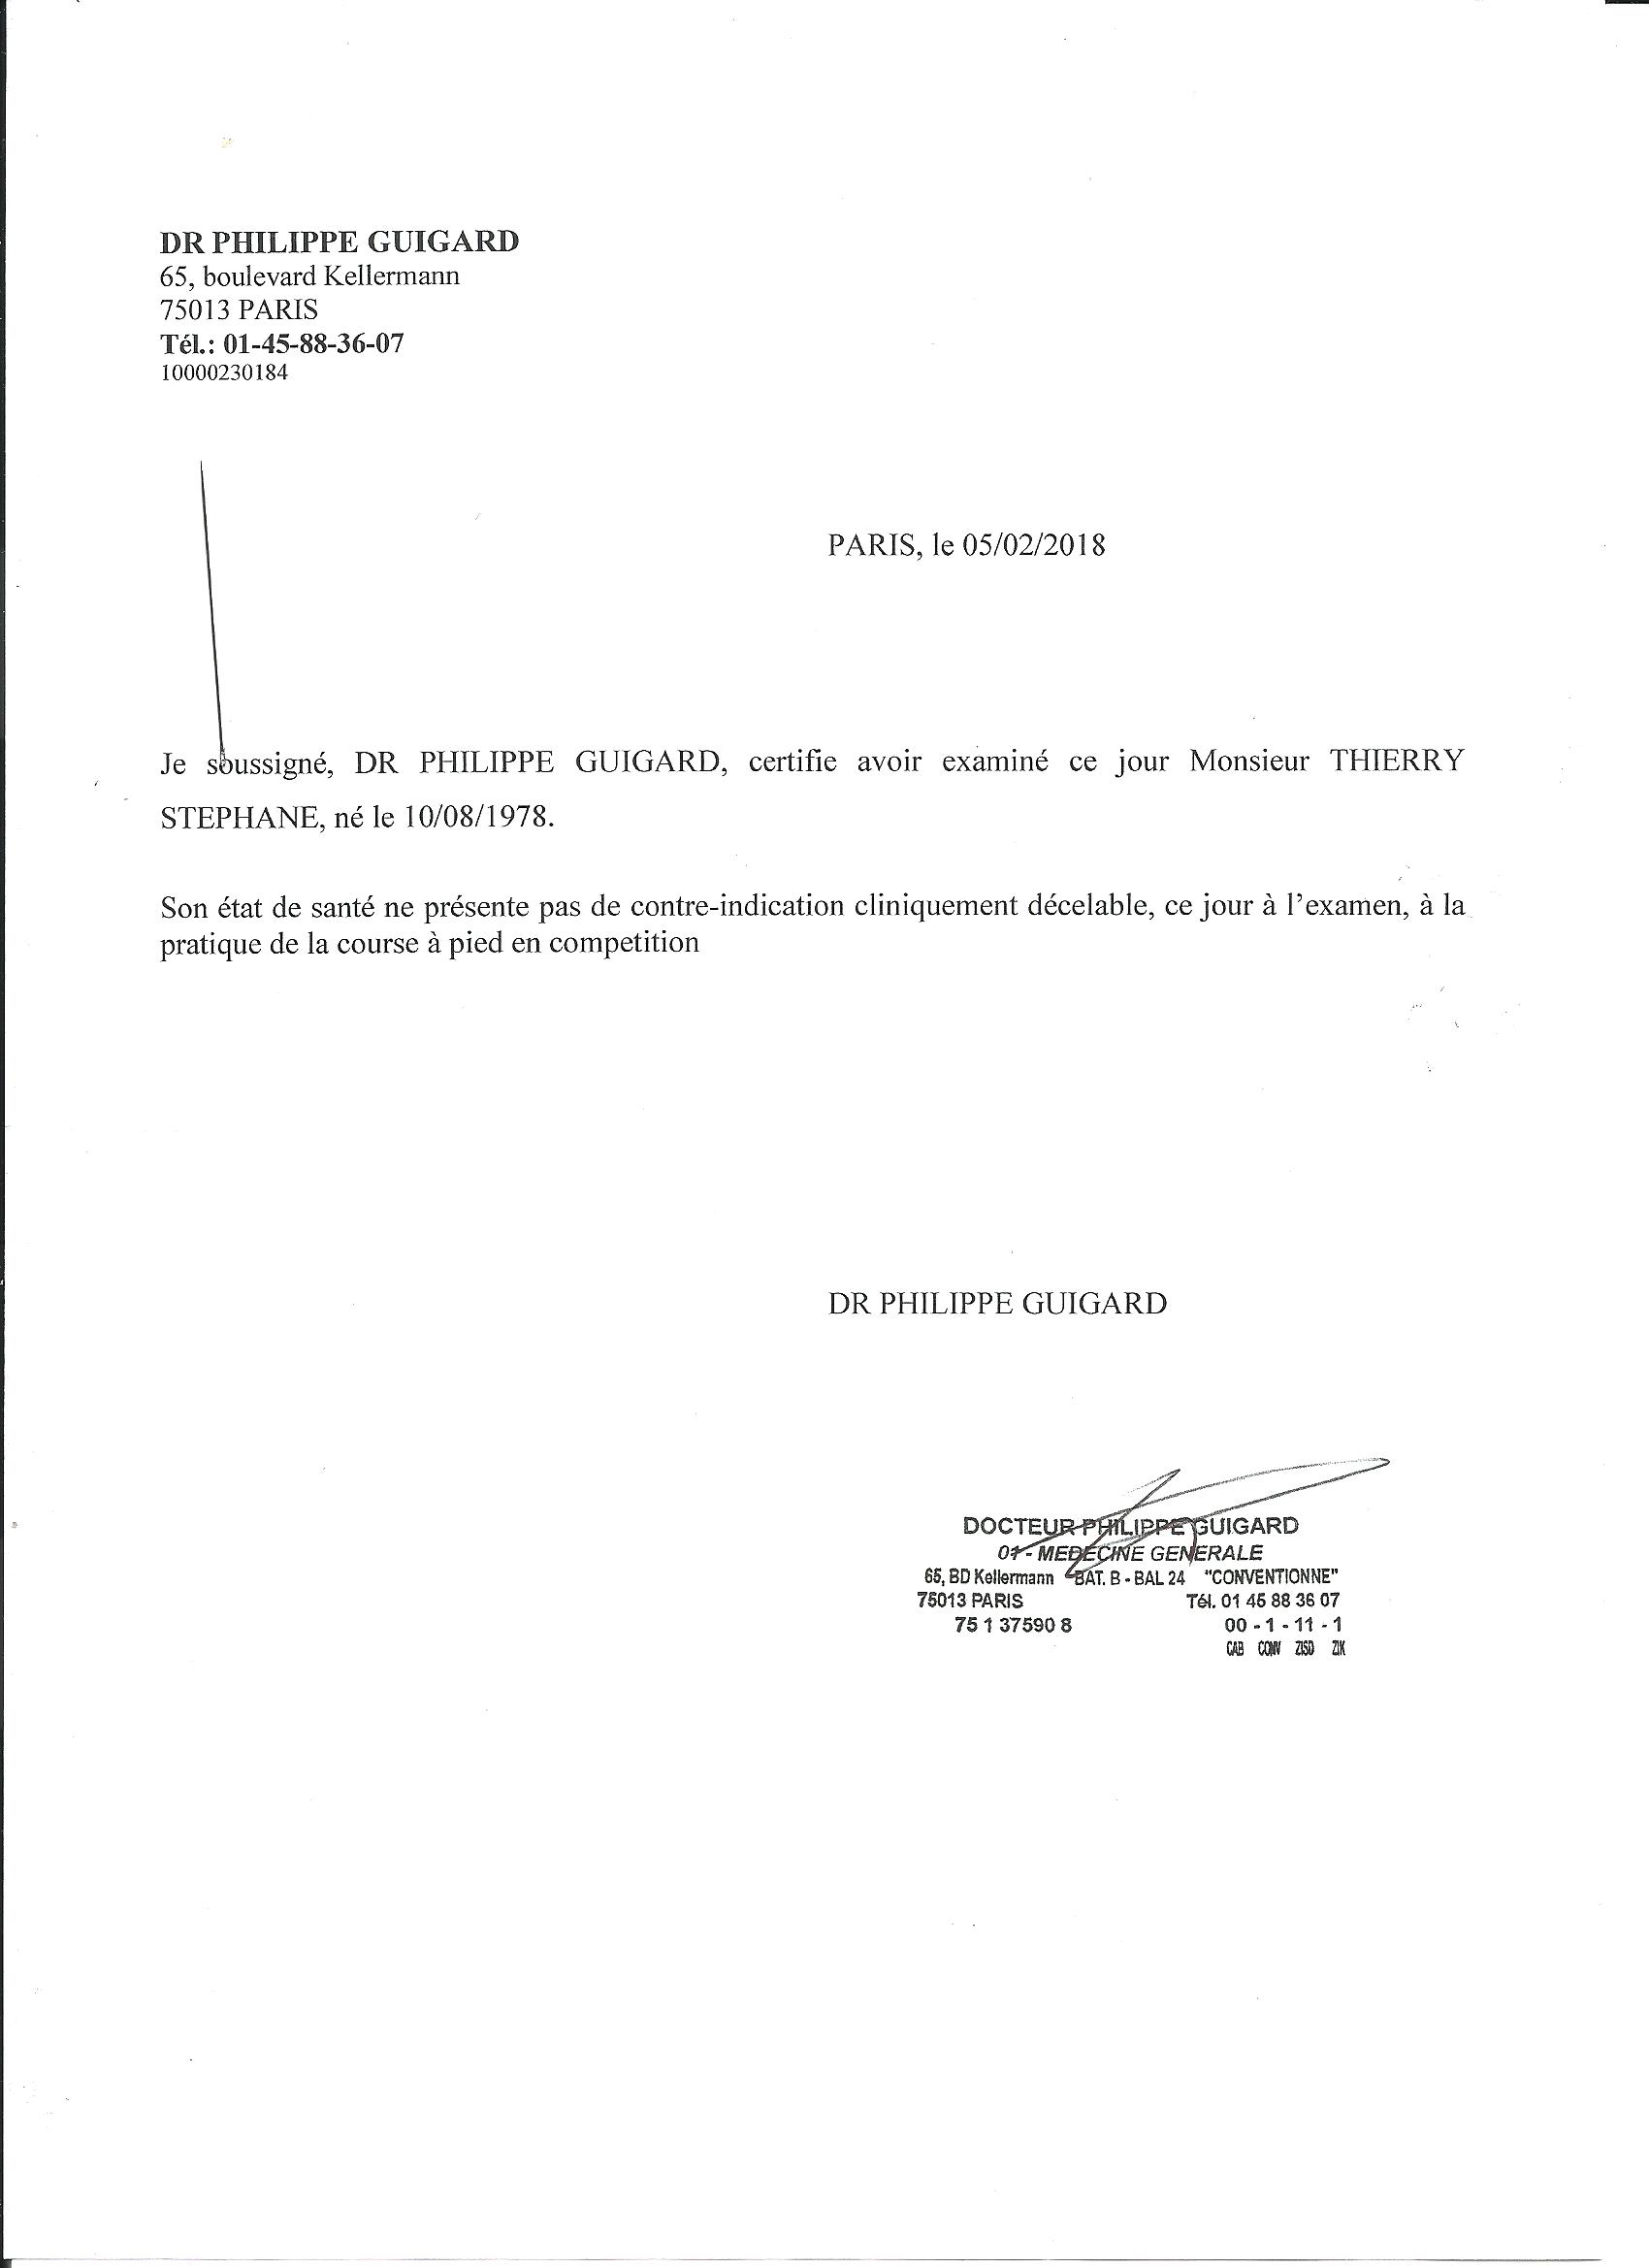 DR PHILIPPE GUIGARD
65, boulevard Kellermann
75013 PARIS
Tél.: 01-45-88-36-07
10000230184
PARIS, le 05/02/2018
Je soussigné, DR PHILIPPE GUIGARD, certifie avoir examiné ce jour Monsieur THIERRY
STEPHANE, né le 10/08/1978.
Son état de santé ne présente pas de contre-indication cliniquement décelable, ce jour à l'examen, à la
pratique de la course à pied en competition
DR PHILIPPE GUIGARD
DOCTEUR PHILIPPE GUIGARD
01 - MEDECINE GENERALE
65, BD Kellermann BAT. B - BAL 24 "CONVENTIONNE"
75013 PARIS Tél. 01 45 88 36 07
75 1 37590 8 00 - 1 - 11 - 1
CAB CONV ZISD ZIK